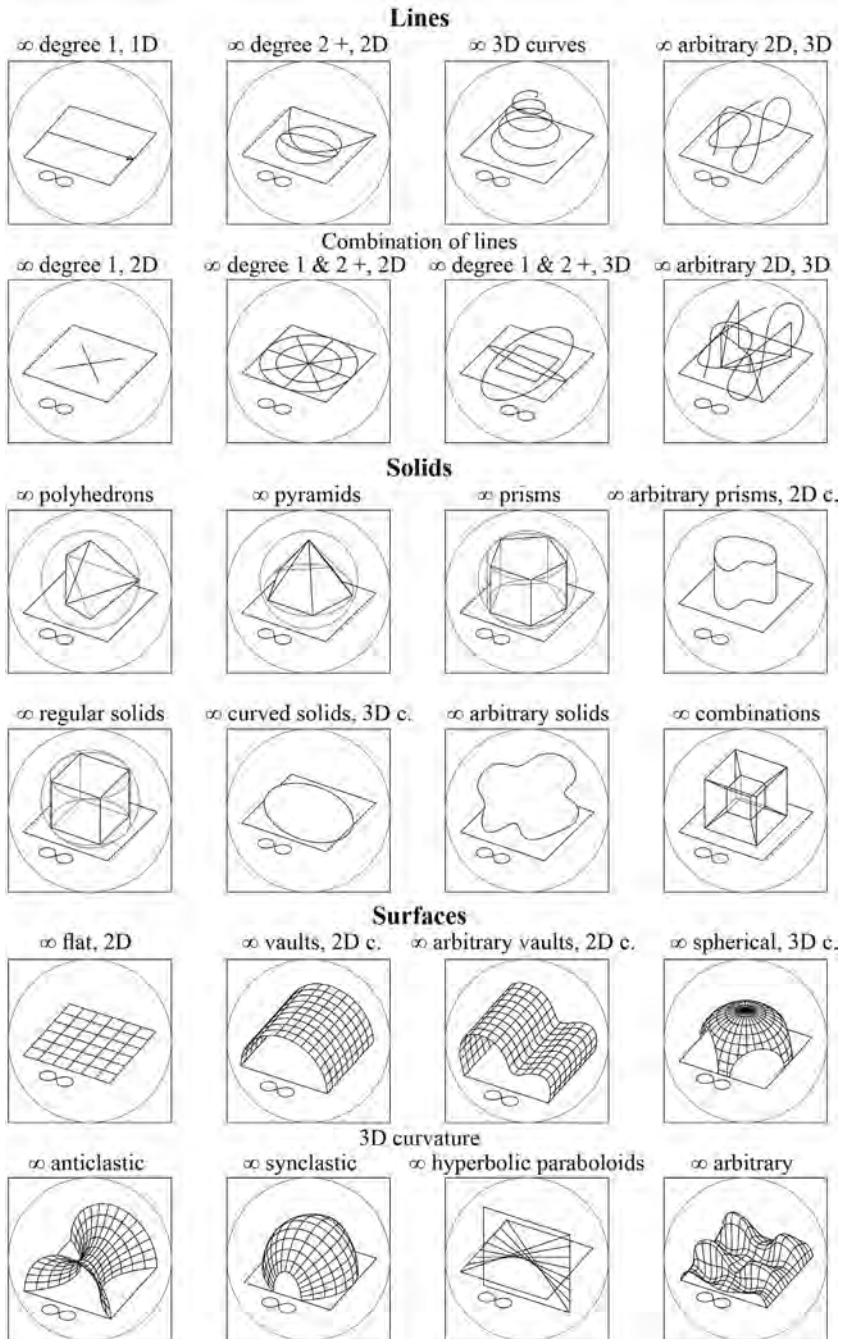 Lines
∞ degree 1, 1D ∞ degree 2 +, 2D ∞ 3D curves ∞ arbitrary 2D, 3D
Combination of lines
∞ degree 1, 2D ∞ degree 1 & 2 +, 2D ∞ degree 1 & 2 +, 3D ∞ arbitrary 2D, 3D
Solids
∞ polyhedrons ∞ pyramids ∞ prisms ∞ arbitrary prisms, 2D c.
∞ regular solids ∞ curved solids, 3D c. ∞ arbitrary solids ∞ combinations
Surfaces
∞ flat, 2D ∞ vaults, 2D c. ∞ arbitrary vaults, 2D c. ∞ spherical, 3D c.
3D curvature
∞ anticlastic ∞ synclastic ∞ hyperbolic paraboloids ∞ arbitrary